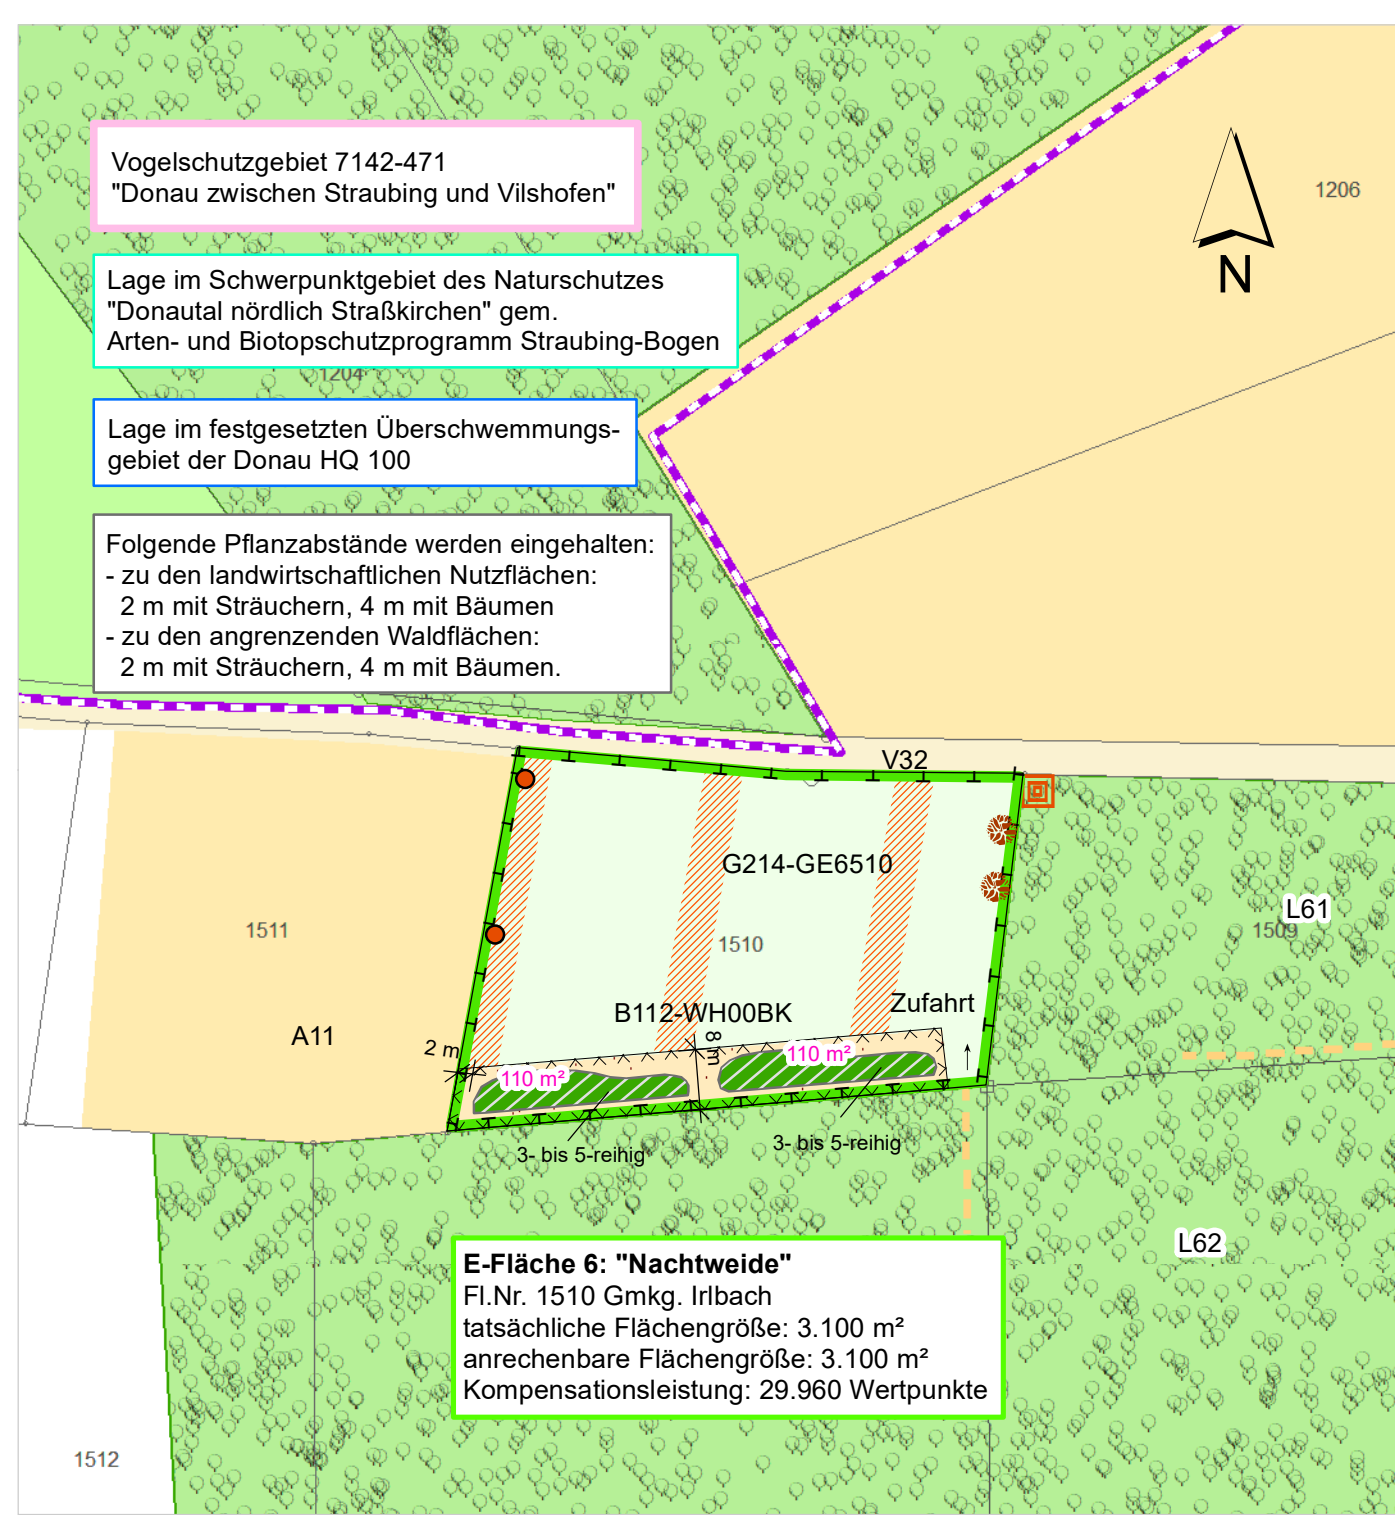 Vogelschutzgebiet 7142-471
"Donau zwischen Straubing und Vilshofen"
1206
N
Lage im Schwerpunktgebiet des Naturschutzes
"Donautal nördlich Straßkirchen" gem.
Arten- und Biotopschutzprogramm Straubing-Bogen
1204
Lage im festgesetzten Überschwemmungs-
gebiet der Donau HQ 100
Folgende Pflanzabstände werden eingehalten:
- zu den landwirtschaftlichen Nutzflächen:
2 m mit Sträuchern, 4 m mit Bäumen
- zu den angrenzenden Waldflächen:
2 m mit Sträuchern, 4 m mit Bäumen.
V32
G214-GE6510
L61
1511
1510
1509
Zufahrt
B112-WH00BK
A11
2 m
8 m
110 m²
110 m²
3- bis 5-reihig
3- bis 5-reihig
L62
E-Fläche 6: "Nachtweide"
Fl.Nr. 1510 Gmkg. Irlbach
tatsächliche Flächengröße: 3.100 m²
anrechenbare Flächengröße: 3.100 m²
Kompensationsleistung: 29.960 Wertpunkte
1512